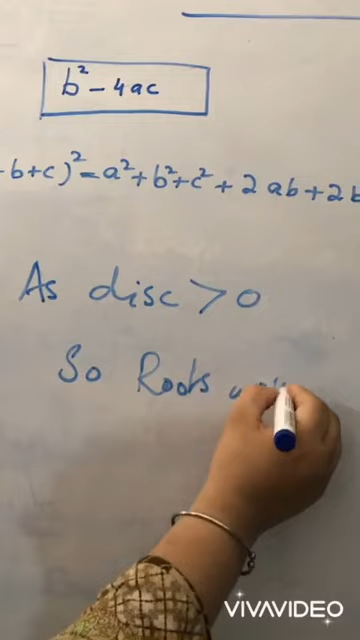 b² - 4ac
- b + c)² = a² + b² + c² + 2ab + 2b
As disc > 0
So Roots
VIVAVIDEO